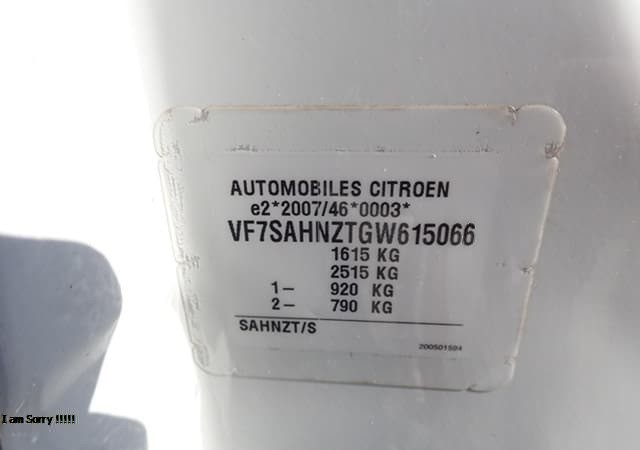 AUTOMOBILES CITROEN
e2*2007/46*0003*
VF7SAHNZTGW615066
1615 KG
2515 KG
1- 920 KG
2- 790 KG
SAHNZT/S
200501594
I am Sorry !!!!!